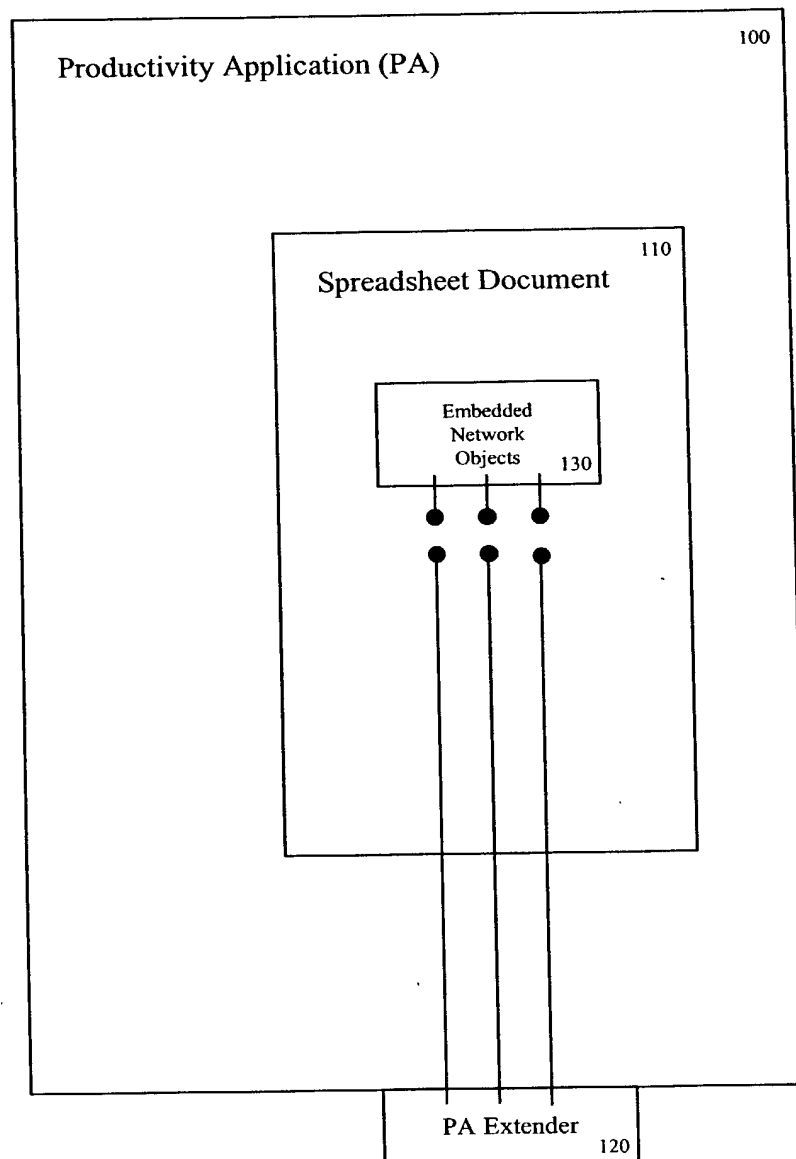 100
Productivity Application (PA)
110
Spreadsheet Document
Embedded
Network
Objects
130
PA Extender
120